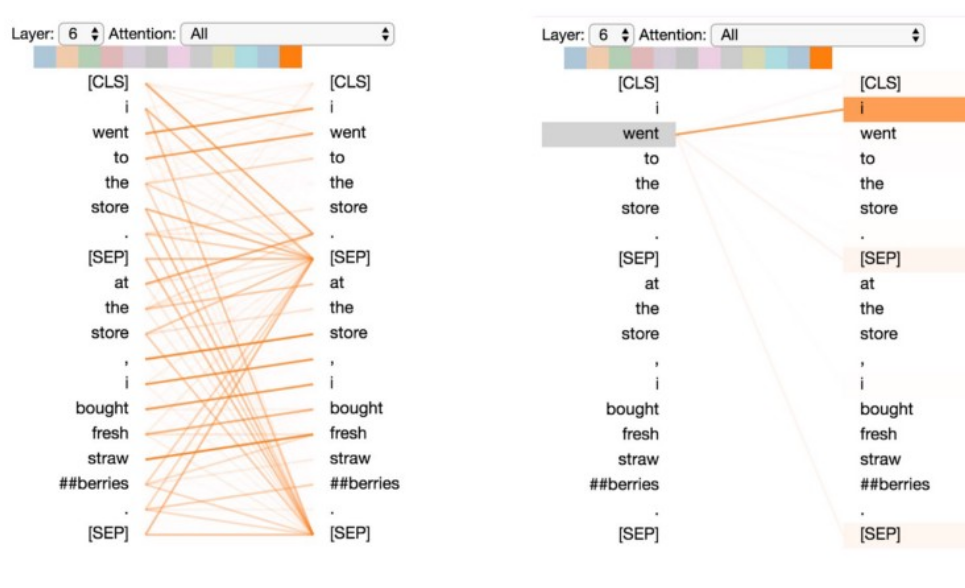 Layer: 6 Attention: All
[CLS] [CLS]
i i
went went
to to
the the
store store
. .
[SEP] [SEP]
at at
the the
store store
, ,
i i
bought bought
fresh fresh
straw straw
##berries ##berries
. .
[SEP] [SEP]
Layer: 6 Attention: All
[CLS] [CLS]
i i
went went
to to
the the
store store
. .
[SEP] [SEP]
at at
the the
store store
, ,
i i
bought bought
fresh fresh
straw straw
##berries ##berries
. .
[SEP] [SEP]